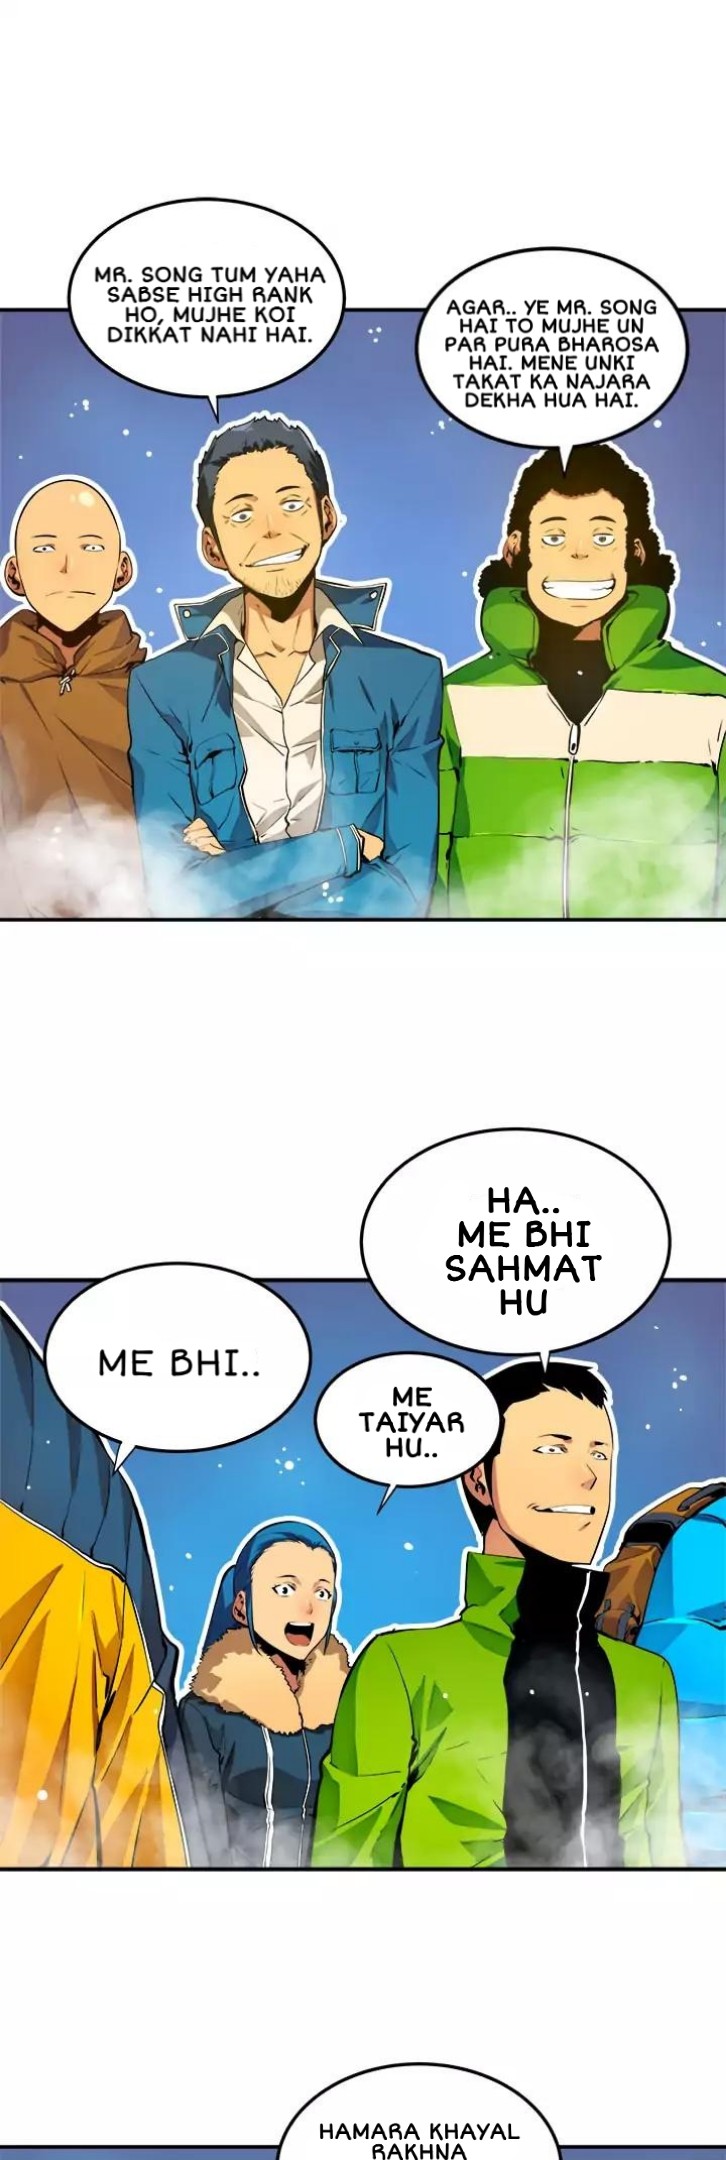 MR. SONG TUM YAHA
SABSE HIGH RANK
HO, MUJHE KOI
DIKKAT NAHI HAI.
AGAR.. YE MR. SONG
HAI TO MUJHE UN
PAR PURA BHAROSA
HAI. MENE UNKI
TAKAT KA NAJARA
DEKHA HUA HAI.
HA..
ME BHI
SAHMAT
HU
ME BHI..
ME
TAIYAR
HU..
HAMARA KHAYAL
RAKHNA